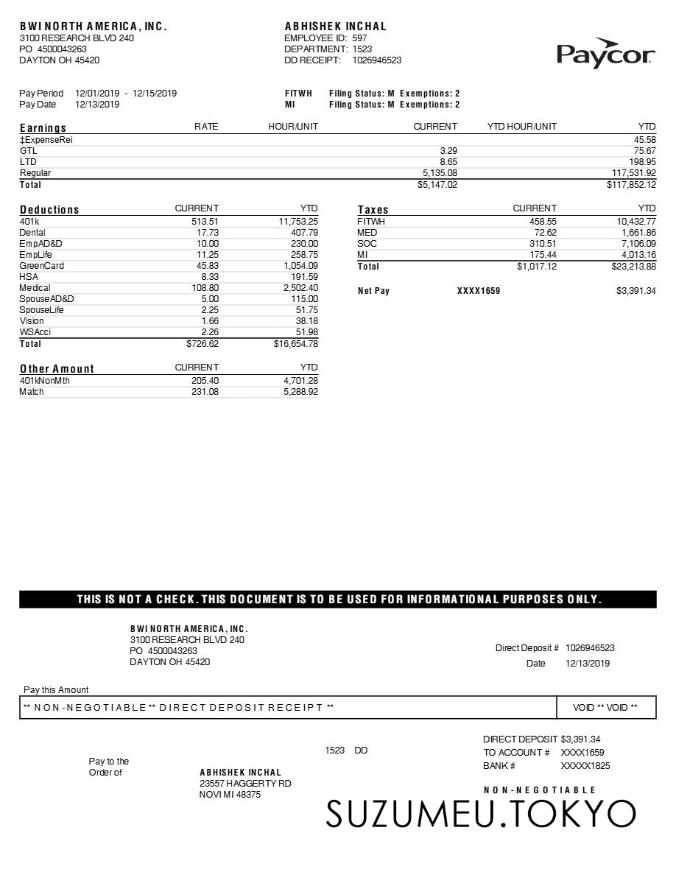 BWI NORTH AMERICA, INC.
3100 RESEARCH BLVD 240
PO 4500043263
DAYTON OH 45420
ABHISHEK INCHAL
EMPLOYEE ID: 597
DEPARTMENT: 1523
DD RECEIPT: 1026946523
Paycor
Pay Period 12/01/2019 - 12/15/2019
Pay Date 12/13/2019
FITWH Filing Status: M Exemptions: 2
MI Filing Status: M Exemptions: 2
Earnings RATE HOUR/UNIT CURRENT YTD HOUR/UNIT YTD
‡ExpenseRei 45.58
GTL 3.29 75.67
LTD 8.65 198.95
Regular 5,135.08 117,531.92
Total $5,147.02 $117,852.12
Deductions CURRENT YTD
401k 513.51 11,753.25
Dental 17.73 407.79
EmpAD&D 10.00 230.00
EmpLife 11.25 258.75
GreenCard 45.83 1,054.09
HSA 8.33 191.59
Medical 108.80 2,502.40
SpouseAD&D 5.00 115.00
SpouseLife 2.25 51.75
Vision 1.66 38.18
WSAcci 2.26 51.98
Total $726.62 $16,654.78
Taxes CURRENT YTD
FITWH 458.55 10,432.77
MED 72.62 1,661.86
SOC 310.51 7,106.09
MI 175.44 4,013.16
Total $1,017.12 $23,213.88
Net Pay XXXX1659 $3,391.34
Other Amount CURRENT YTD
401kNonMth 205.40 4,701.28
Match 231.08 5,288.92
THIS IS NOT A CHECK. THIS DOCUMENT IS TO BE USED FOR INFORMATIONAL PURPOSES ONLY.
BWI NORTH AMERICA, INC.
3100 RESEARCH BLVD 240
PO 4500043263
DAYTON OH 45420
Direct Deposit # 1026946523
Date 12/13/2019
Pay this Amount
** NON-NEGOTIABLE ** DIRECT DEPOSIT RECEIPT ** VOID ** VOID **
1523 DD
DIRECT DEPOSIT $3,391.34
TO ACCOUNT # XXXX1659
BANK # XXXXX1825
Pay to the
Order of
ABHISHEK INCHAL
23557 HAGGERTY RD
NOVI MI 48375
NON-NEGOTIABLE
SUZUMEU.TOKYO